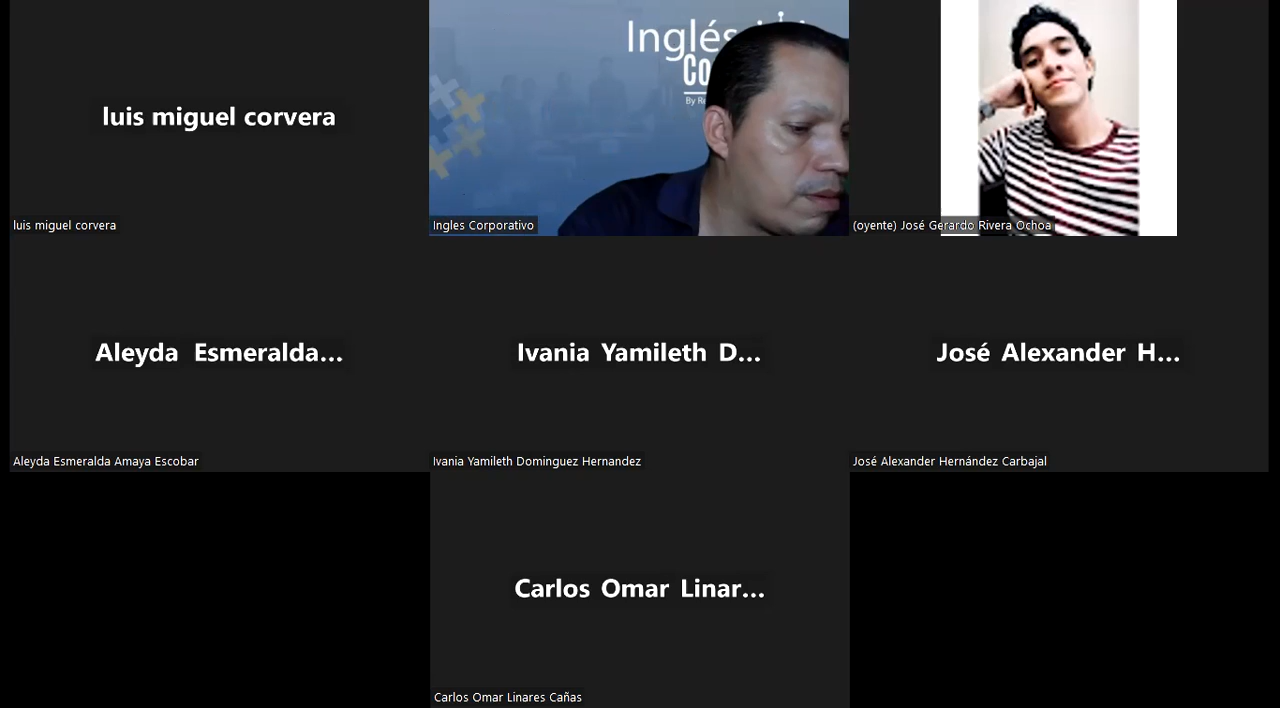 luis miguel corvera
luis miguel corvera
Inglés
By Re
Ingles Corporativo
(oyente) José Gerardo Rivera Ochoa
Aleyda Esmeralda...
Aleyda Esmeralda Amaya Escobar
Ivania Yamileth D...
Ivania Yamileth Dominguez Hernandez
José Alexander H...
José Alexander Hernández Carbajal
Carlos Omar Linar...
Carlos Omar Linares Cañas